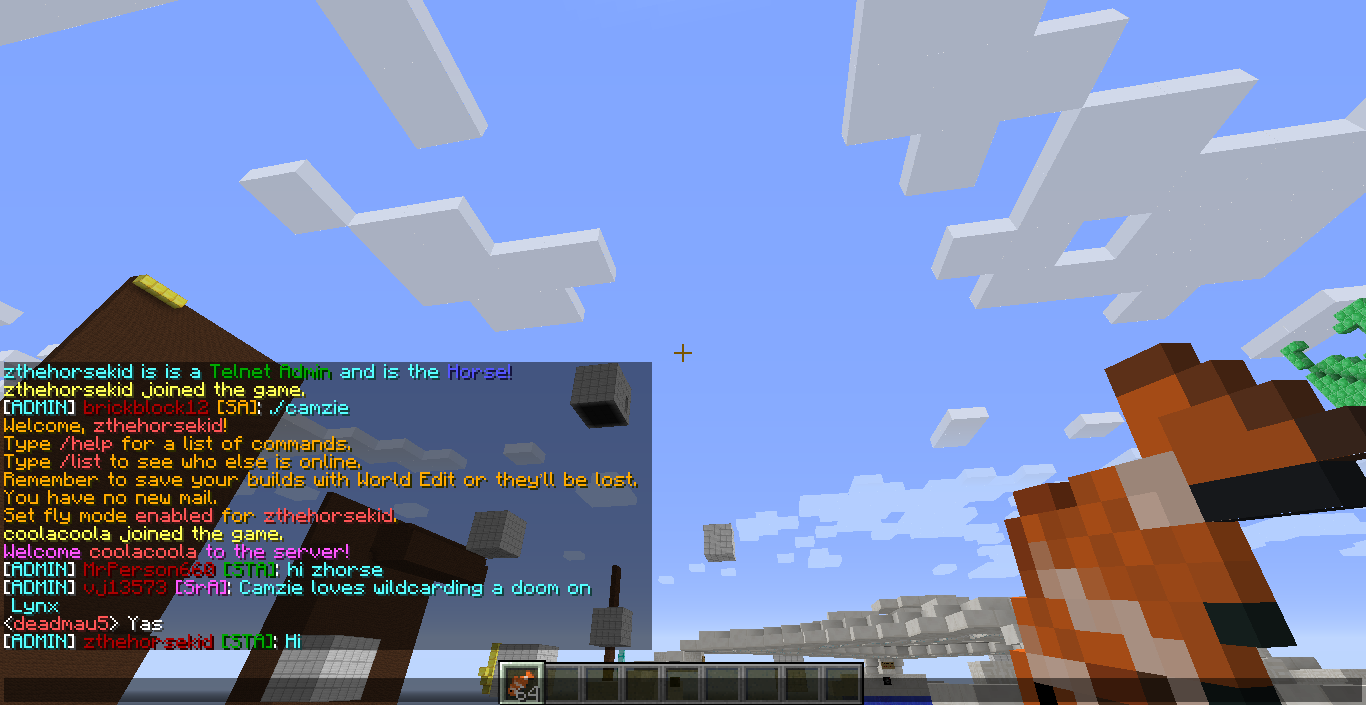 zthehorsekid is is a Telnet Admin and is the Horse!
zthehorsekid joined the game.
[ADMIN] brickblock12 [SA]: ./camzie
Welcome, zthehorsekid!
Type /help for a list of commands.
Type /list to see who else is online.
Remember to save your builds with World Edit or they'll be lost.
You have no new mail.
Set fly mode enabled for zthehorsekid.
coolacoola joined the game.
Welcome coolacoola to the server!
[ADMIN] MrPerson660 [STA]: hi zhorse
[ADMIN] vj13573 [SrA]: Camzie loves wildcarding a doom on
Lynx
<deadmau5> Yas
[ADMIN] zthehorsekid [STA]: Hi
64